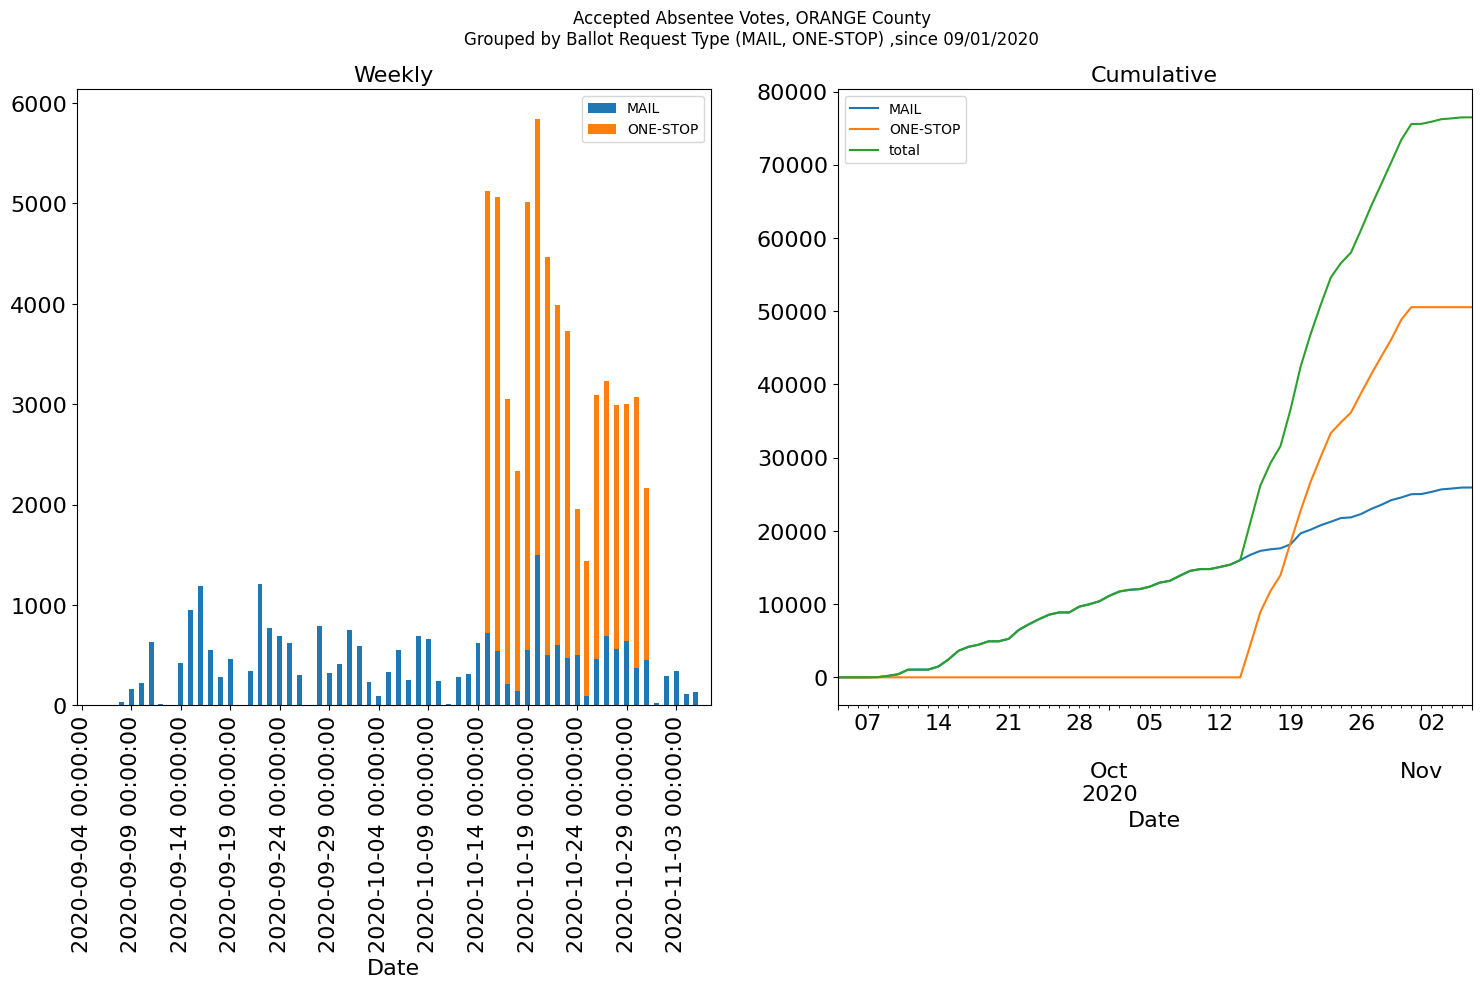 Accepted Absentee Votes, ORANGE County
Grouped by Ballot Request Type (MAIL, ONE-STOP) ,since 09/01/2020
Weekly
6000
5000
4000
3000
2000
1000
0
MAIL
ONE-STOP
2020-09-04 00:00:00
2020-09-09 00:00:00
2020-09-14 00:00:00
2020-09-19 00:00:00
2020-09-24 00:00:00
2020-09-29 00:00:00
2020-10-04 00:00:00
2020-10-09 00:00:00
2020-10-14 00:00:00
2020-10-19 00:00:00
2020-10-24 00:00:00
2020-10-29 00:00:00
2020-11-03 00:00:00
Date
Cumulative
80000
70000
60000
50000
40000
30000
20000
10000
0
MAIL
ONE-STOP
total
07 14 21 28 05 12 19 26 02
Oct Nov
2020
Date